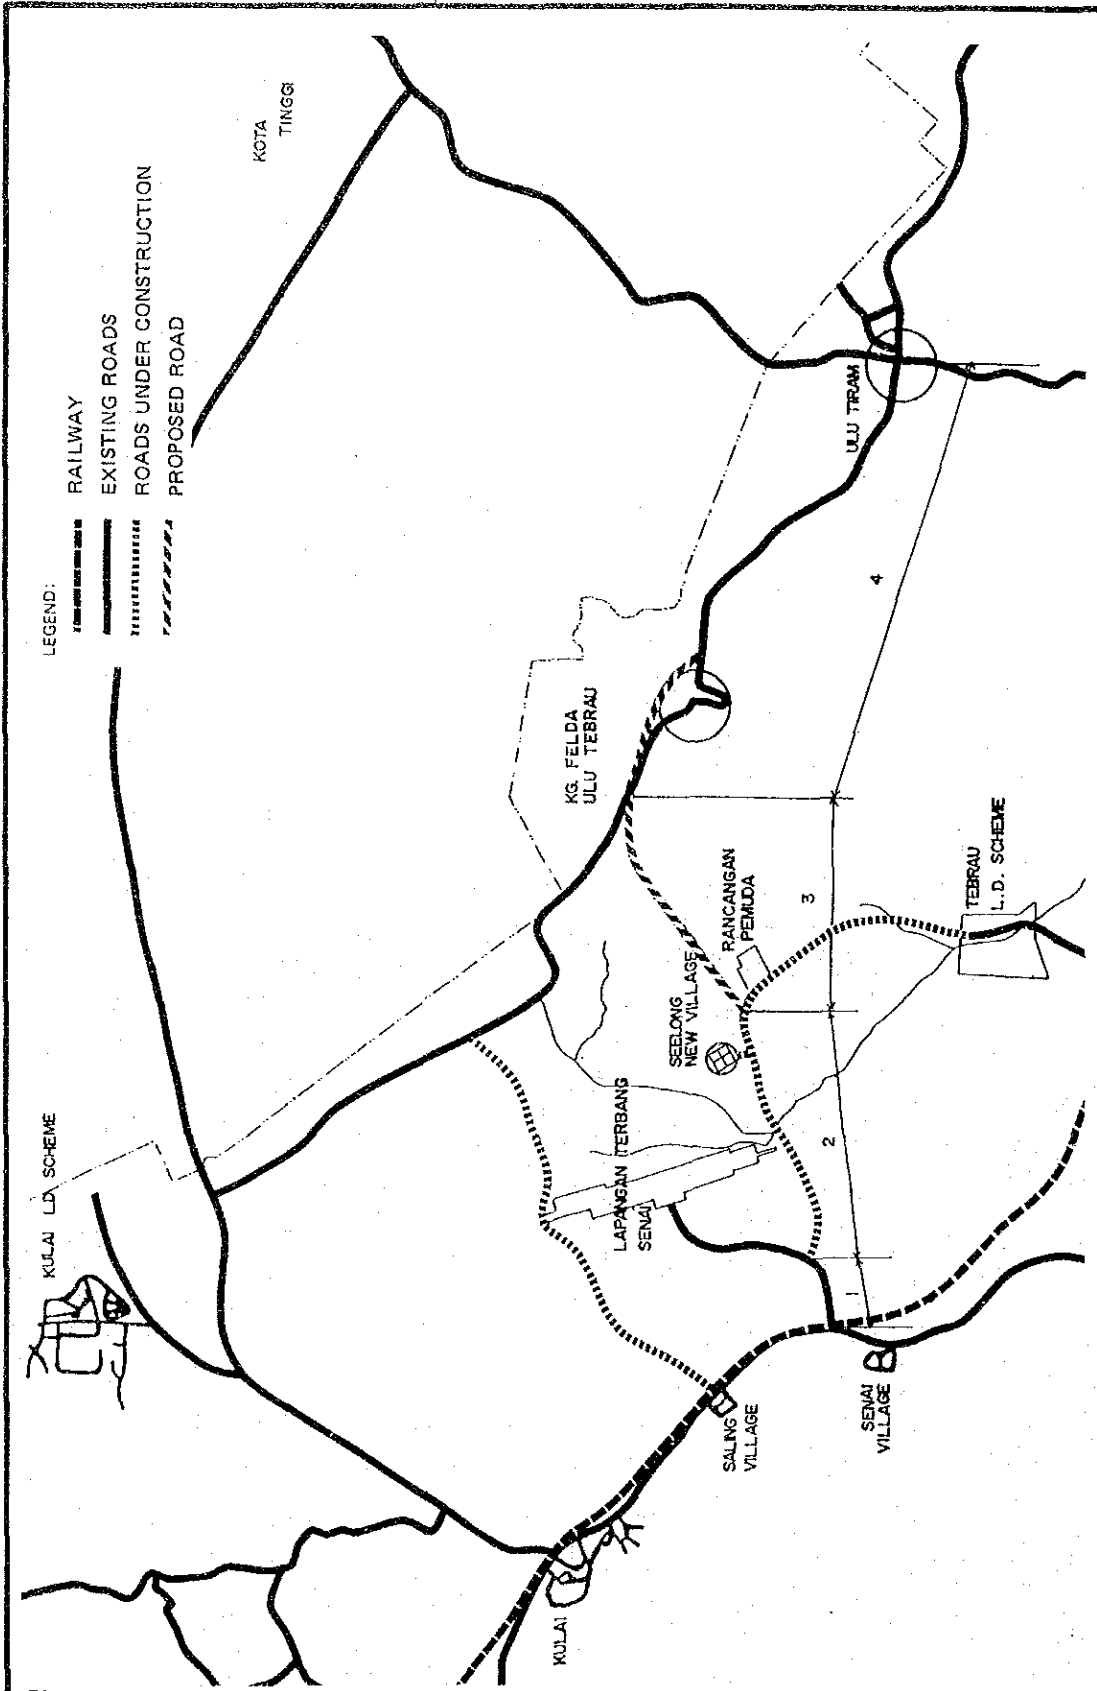 LEGEND:
RAILWAY
EXISTING ROADS
ROADS UNDER CONSTRUCTION
PROPOSED ROAD
KOTA
TINGGI
KULAI L.D. SCHEME
KG. FELDA
ULU TEBRAU
ULU TIRAM
LAPANGAN TERBANG
SENAI
SEELONG
NEW VILLAGE
RANCANGAN
PEMUDA
TEBRAU
L.D. SCHEME
KULAI
SALING
VILLAGE
SENAI
VILLAGE
1
2
3
4